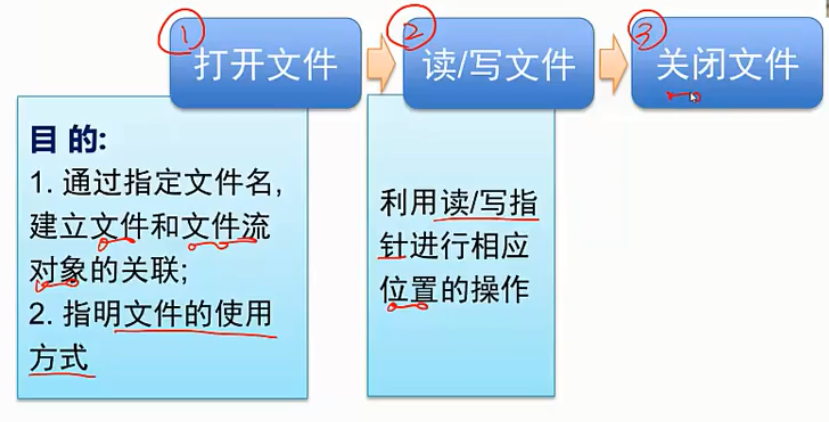 ① 打开文件
② 读/写文件
③ 关闭文件
目 的:
1. 通过指定文件名,
建立文件和文件流
对象的关联;
2. 指明文件的使用
方式
利用读/写指
针进行相应
位置的操作